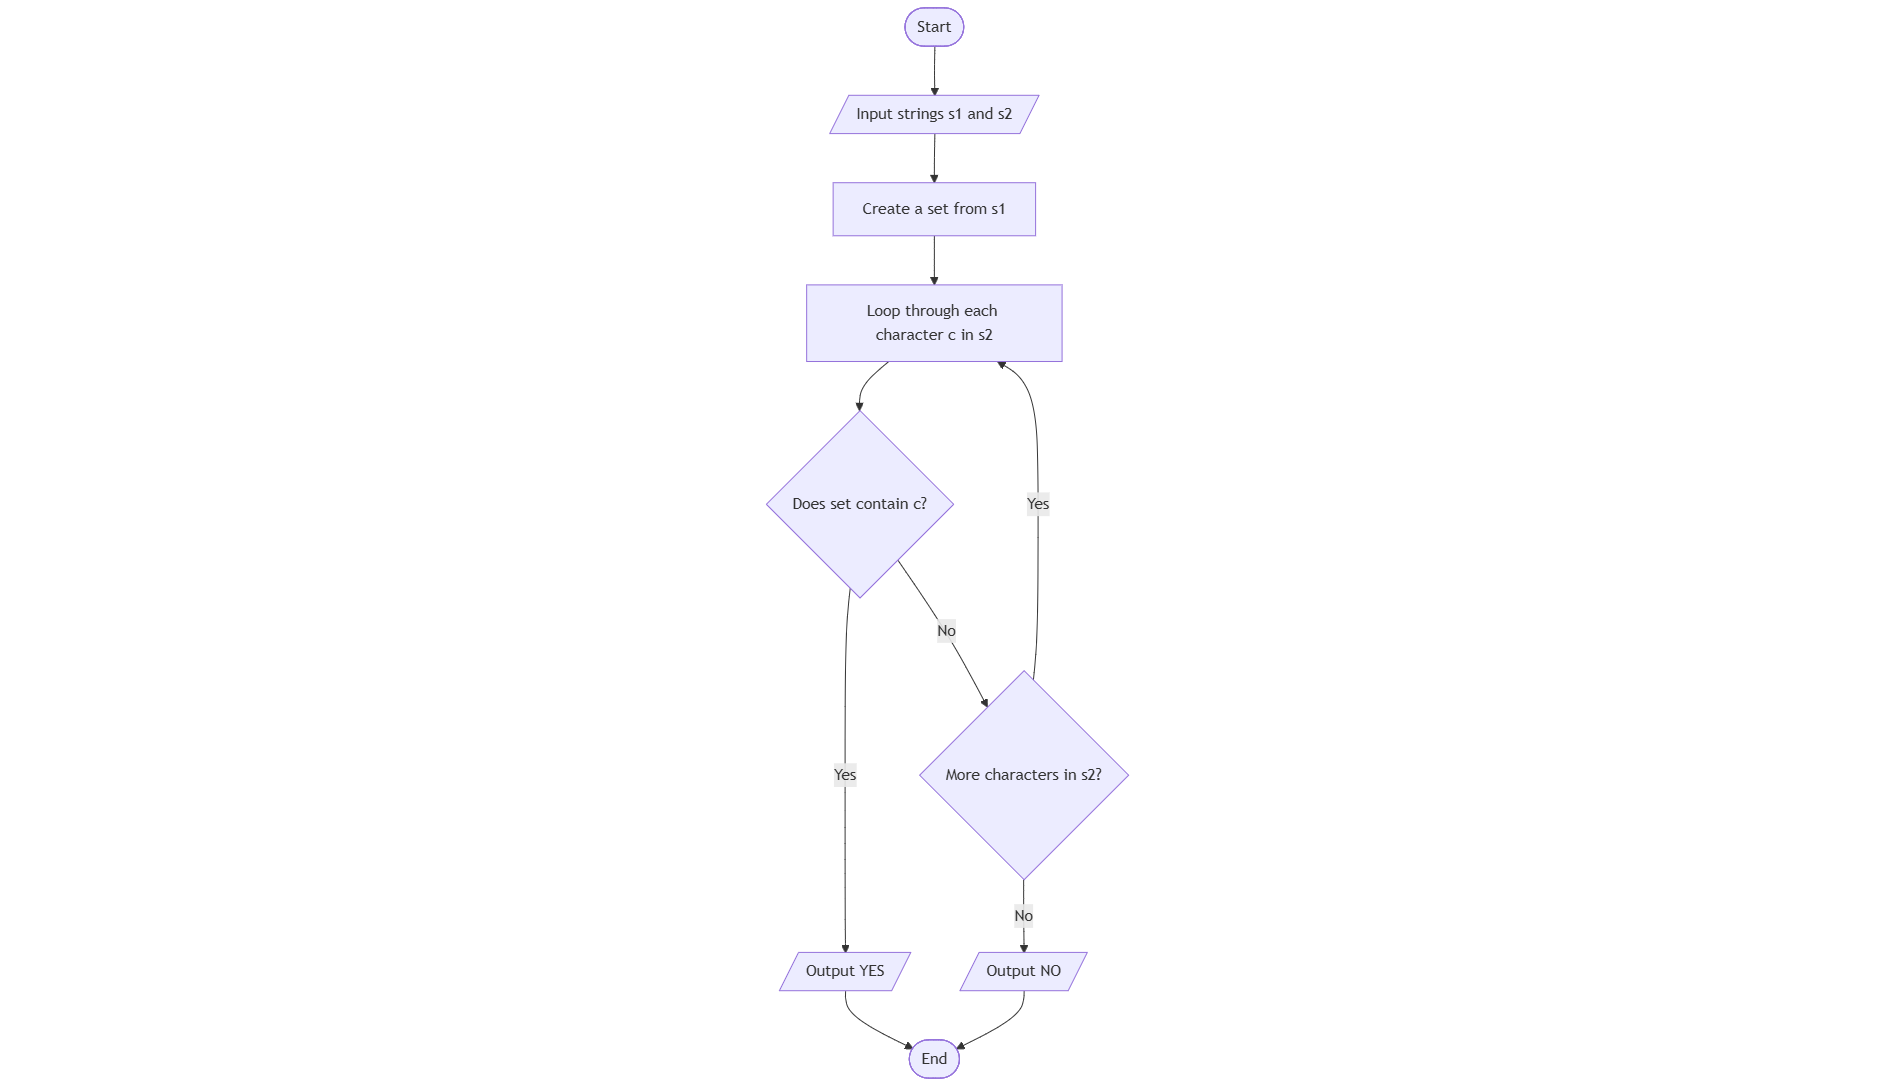 Start
Input strings s1 and s2
Create a set from s1
Loop through each
character c in s2
Does set contain c?
Yes
No
More characters in s2?
Yes
No
Output YES
Output NO
End